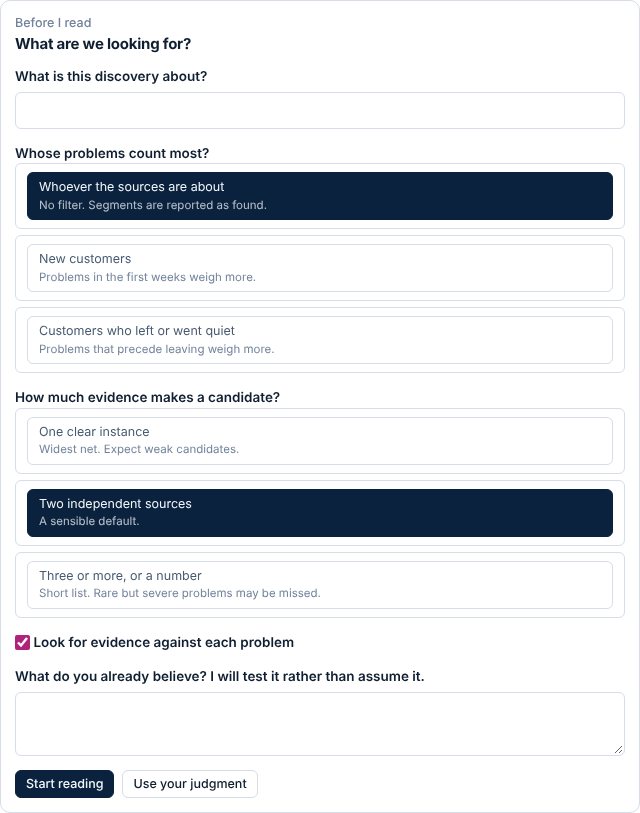 Before I read
What are we looking for?
What is this discovery about?
Whose problems count most?
Whoever the sources are about
No filter. Segments are reported as found.
New customers
Problems in the first weeks weigh more.
Customers who left or went quiet
Problems that precede leaving weigh more.
How much evidence makes a candidate?
One clear instance
Widest net. Expect weak candidates.
Two independent sources
A sensible default.
Three or more, or a number
Short list. Rare but severe problems may be missed.
Look for evidence against each problem
What do you already believe? I will test it rather than assume it.
Start reading
Use your judgment